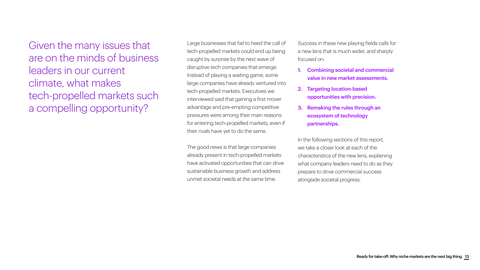 Given the many issues that
are on the minds of business
leaders in our current
climate, what makes
tech-propelled markets such
a compelling opportunity?
Large businesses that fail to heed the call of
tech-propelled markets could end up being
caught by surprise by the next wave of
disruptive tech companies that emerge.
Instead of playing a waiting game, some
large companies have already ventured into
tech-propelled markets. Executives we
interviewed said that gaining a first mover
advantage and pre-empting competitive
pressures were among their main reasons
for entering tech-propelled markets, even if
their rivals have yet to do the same.
The good news is that large companies
already present in tech-propelled markets
have activated opportunities that can drive
sustainable business growth and address
unmet societal needs at the same time.
Success in these new playing fields calls for
a new lens that is much wider, and sharply
focused on:
1. Combining societal and commercial
value in new market assessments.
2. Targeting location-based
opportunities with precision.
3. Remaking the rules through an
ecosystem of technology
partnerships.
In the following sections of this report,
we take a closer look at each of the
characteristics of the new lens, explaining
what company leaders need to do as they
prepare to drive commercial success
alongside societal progress.
Ready for take-off: Why niche markets are the next big thing 13